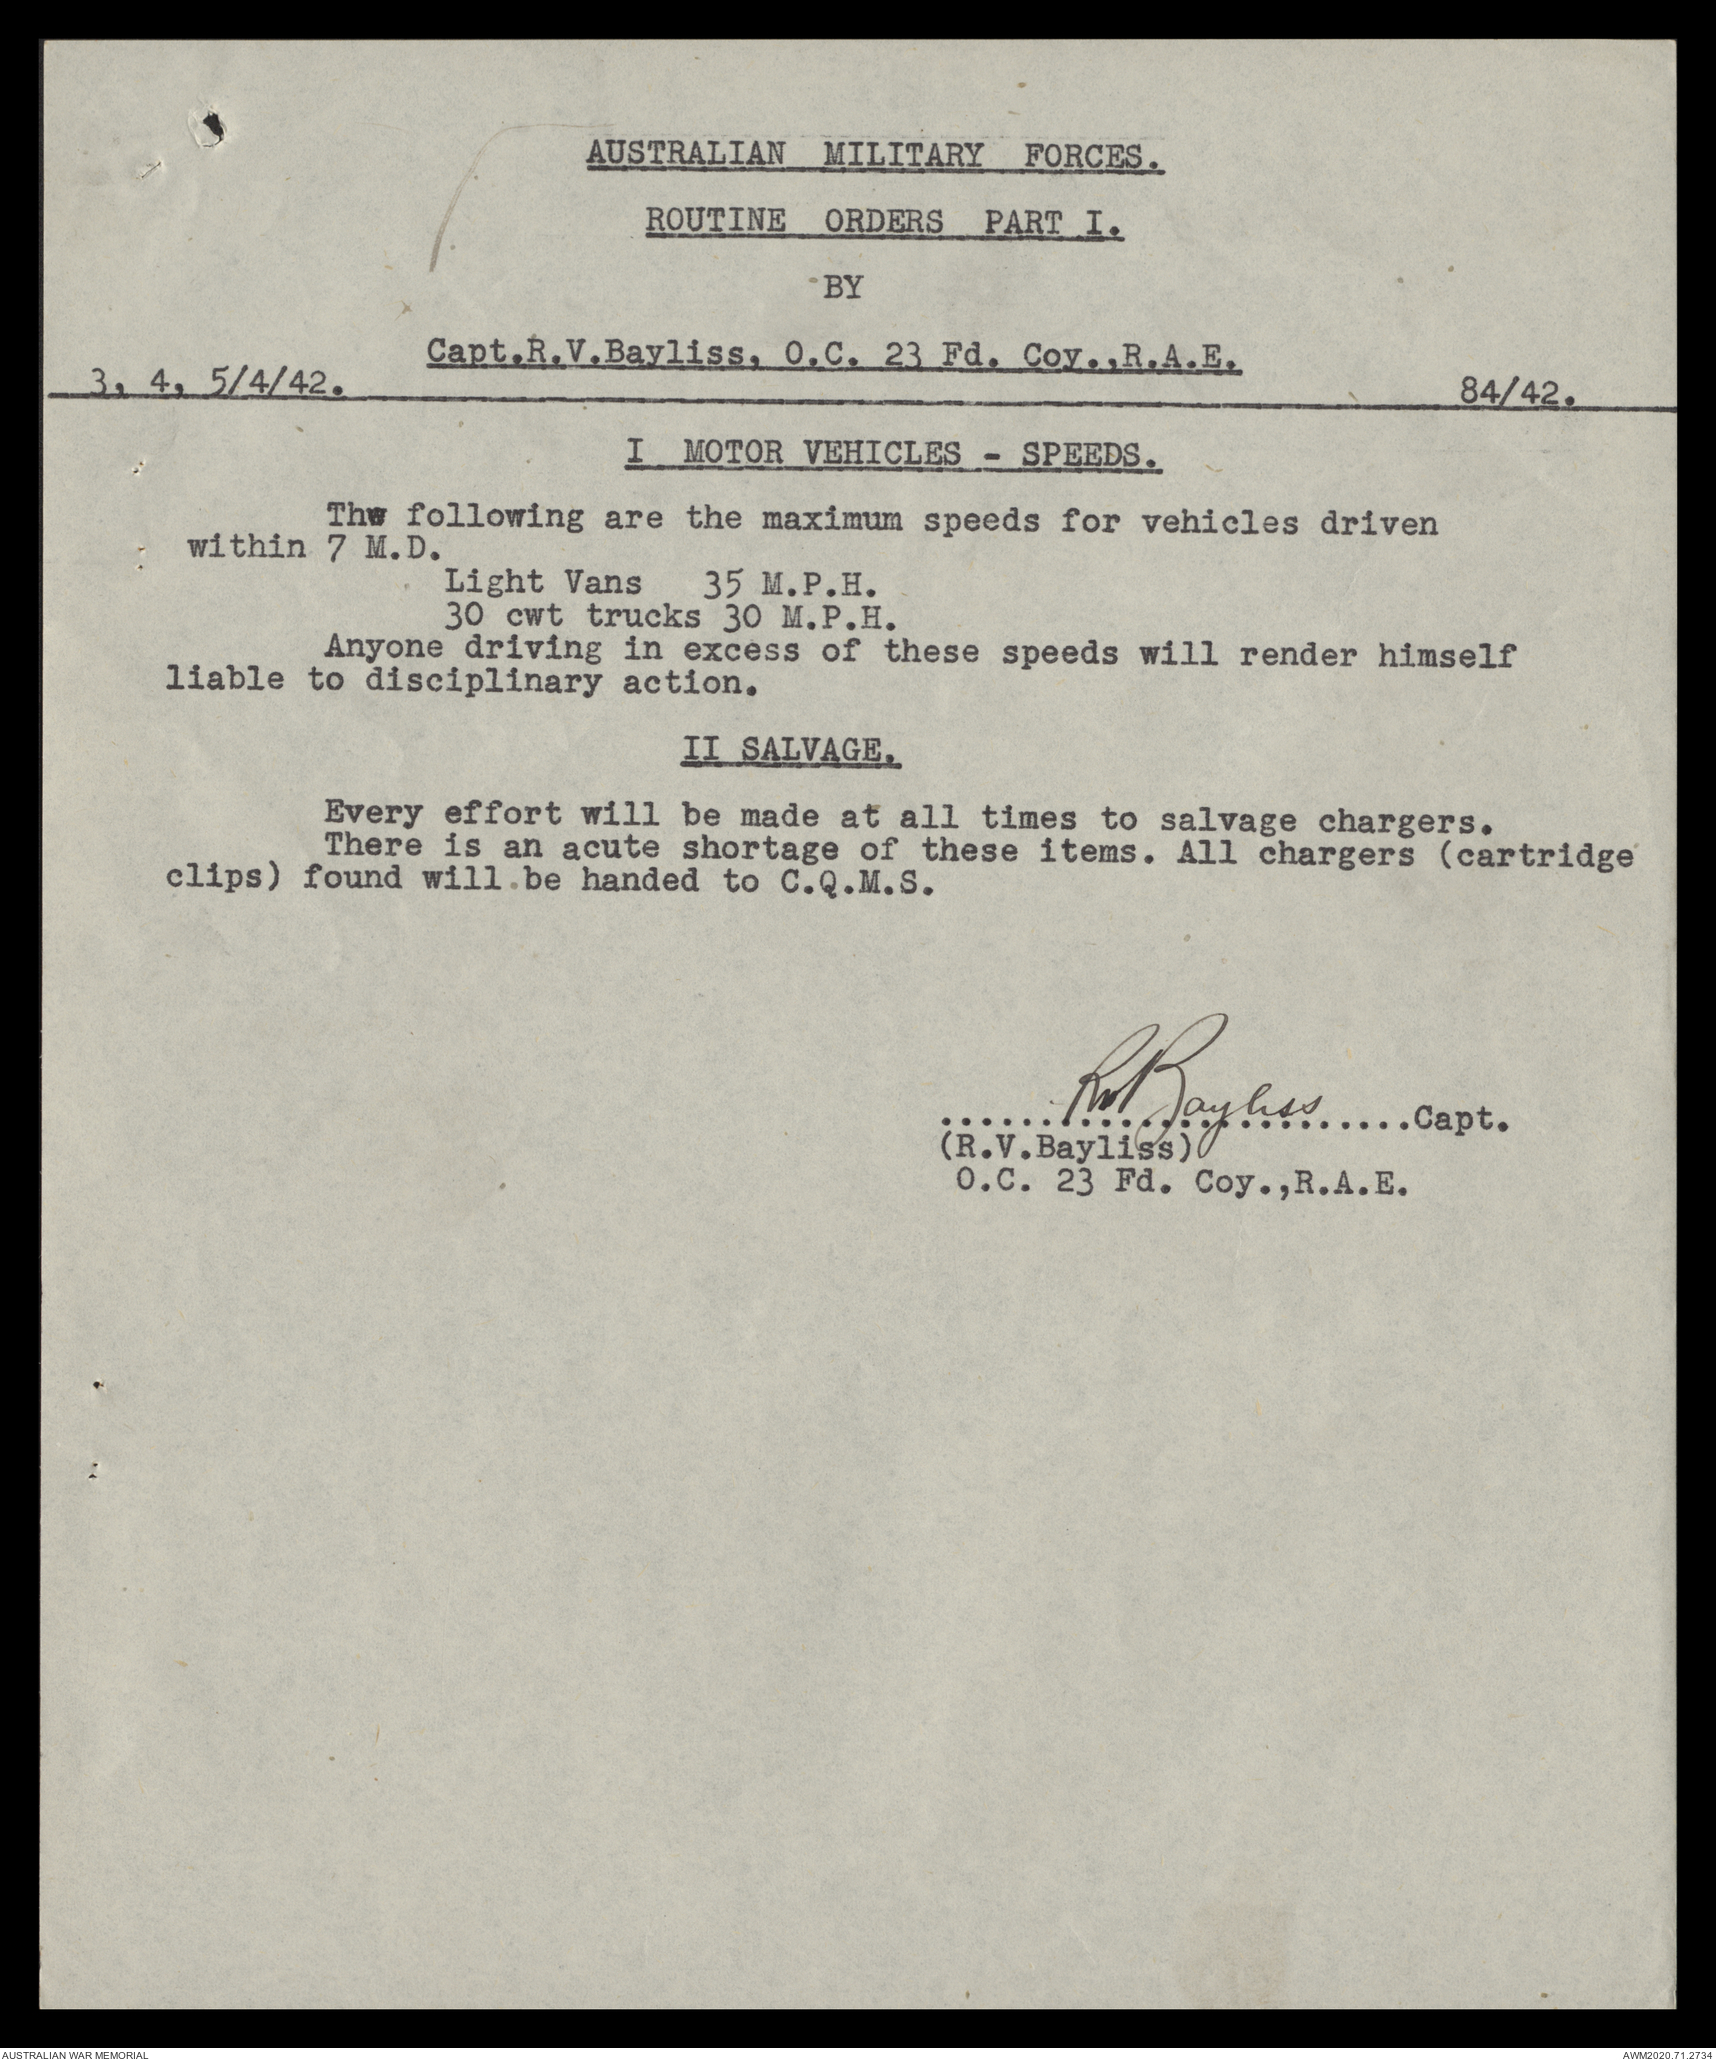 AUSTRALIAN MILITARY FORCES.
ROUTINE ORDERS PART I.
BY
Capt.R.V.Bayliss, O.C. 23 Fd. Coy.,R.A.E.
3, 4, 5/4/42. 84/42.
I MOTOR VEHICLES - SPEEDS.
Thw following are the maximum speeds for vehicles driven
within 7 M.D.
Light Vans 35 M.P.H.
30 cwt trucks 30 M.P.H.
Anyone driving in excess of these speeds will render himself
liable to disciplinary action.
II SALVAGE.
Every effort will be made at all times to salvage chargers.
There is an acute shortage of these items. All chargers (cartridge
clips) found will be handed to C.Q.M.S.
RVBayliss
........................Capt.
(R.V.Bayliss)
O.C. 23 Fd. Coy.,R.A.E.
AUSTRALIAN WAR MEMORIAL AWM2020.71.2734